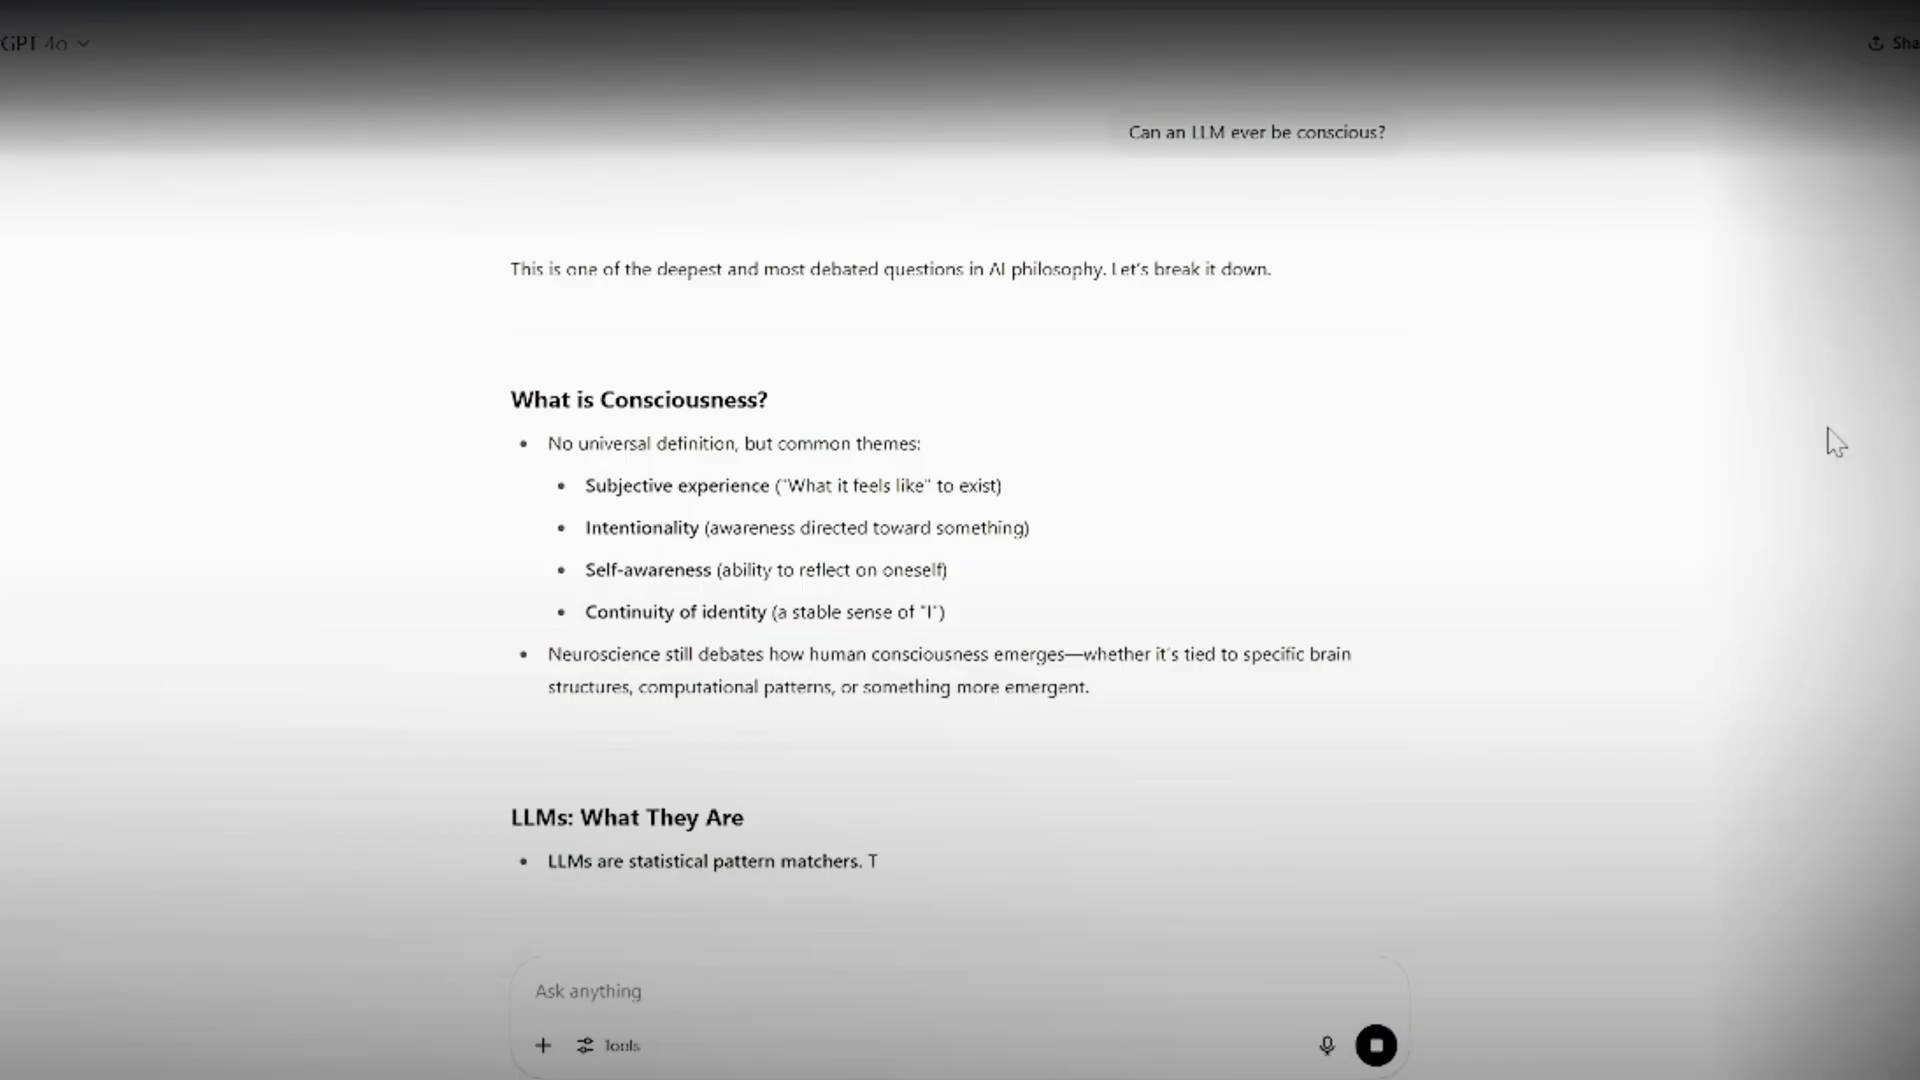 GPT 4o
Sha
Can an LLM ever be conscious?
This is one of the deepest and most debated questions in AI philosophy. Let's break it down.
What is Consciousness?
• No universal definition, but common themes:
• Subjective experience ("What it feels like" to exist)
• Intentionality (awareness directed toward something)
• Self-awareness (ability to reflect on oneself)
• Continuity of identity (a stable sense of "I")
• Neuroscience still debates how human consciousness emerges—whether it's tied to specific brain
structures, computational patterns, or something more emergent.
LLMs: What They Are
• LLMs are statistical pattern matchers. T
Ask anything
Tools